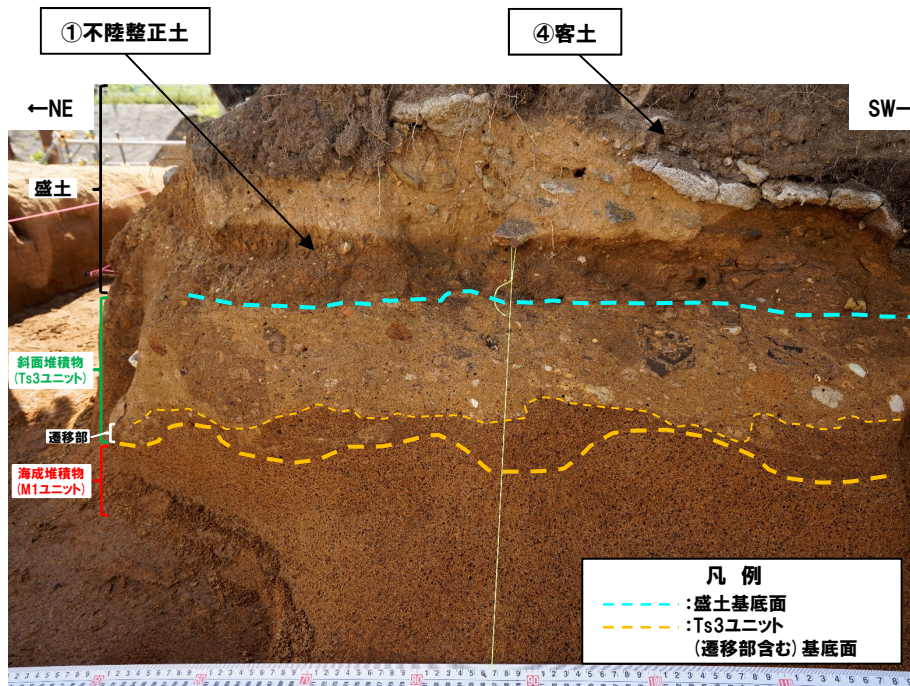 ①不陸整正土
④客土
←NE
SW―
盛土
斜面堆積物
(Ts3ユニット)
遷移部
海成堆積物
(M1ユニット)
凡 例
:盛土基底面
:Ts3ユニット
(遷移部含む)基底面